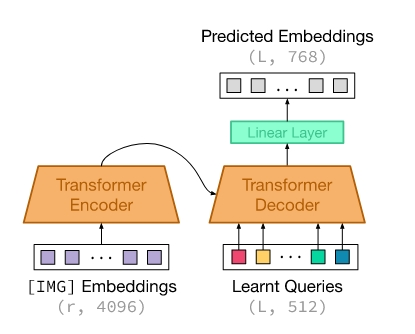 Predicted Embeddings
(L, 768)
...
Linear Layer
Transformer
Encoder
Transformer
Decoder
...
...
[IMG] Embeddings
(r, 4096)
Learnt Queries
(L, 512)